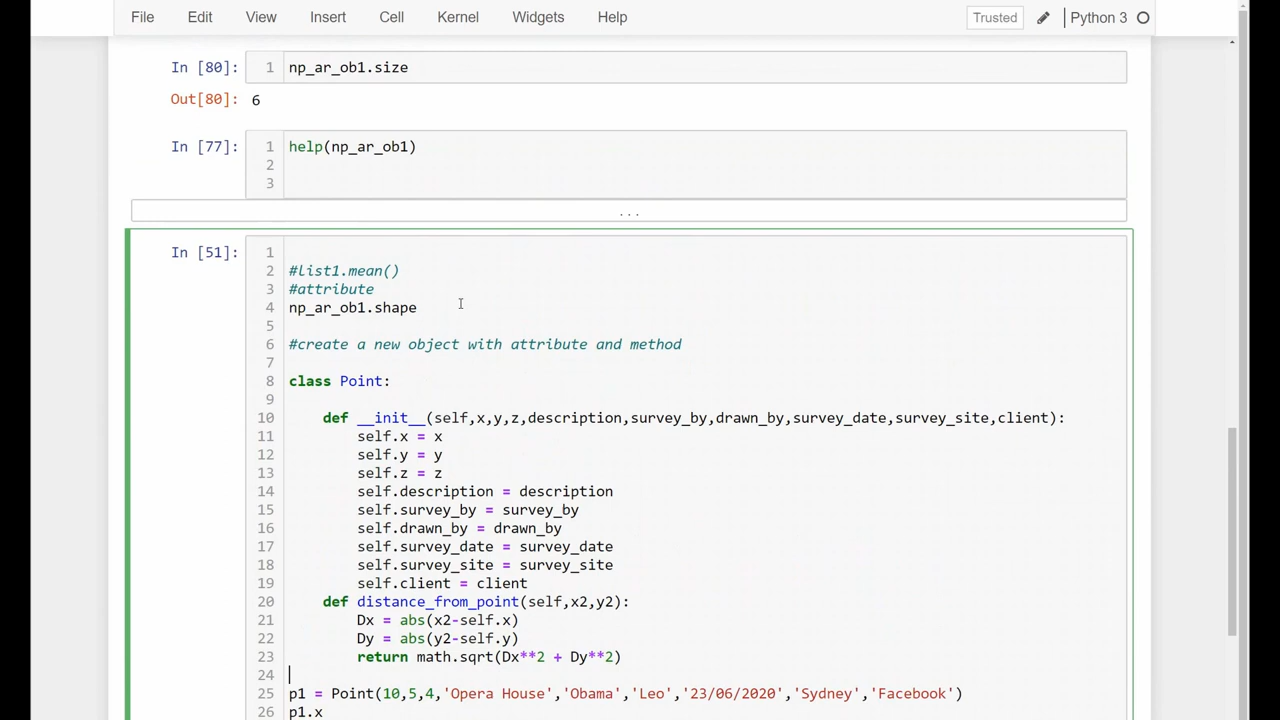 File Edit View Insert Cell Kernel Widgets Help Trusted Python 3
In [80]: 1 np_ar_ob1.size
Out[80]: 6
In [77]: 1 help(np_ar_ob1)
2
3
...
In [51]: 1
2 #list1.mean()
3 #attribute
4 np_ar_ob1.shape
5
6 #create a new object with attribute and method
7
8 class Point:
9
10 def __init__(self,x,y,z,description,survey_by,drawn_by,survey_date,survey_site,client):
11 self.x = x
12 self.y = y
13 self.z = z
14 self.description = description
15 self.survey_by = survey_by
16 self.drawn_by = drawn_by
17 self.survey_date = survey_date
18 self.survey_site = survey_site
19 self.client = client
20 def distance_from_point(self,x2,y2):
21 Dx = abs(x2-self.x)
22 Dy = abs(y2-self.y)
23 return math.sqrt(Dx**2 + Dy**2)
24
25 p1 = Point(10,5,4,'Opera House','Obama','Leo','23/06/2020','Sydney','Facebook')
26 p1.x